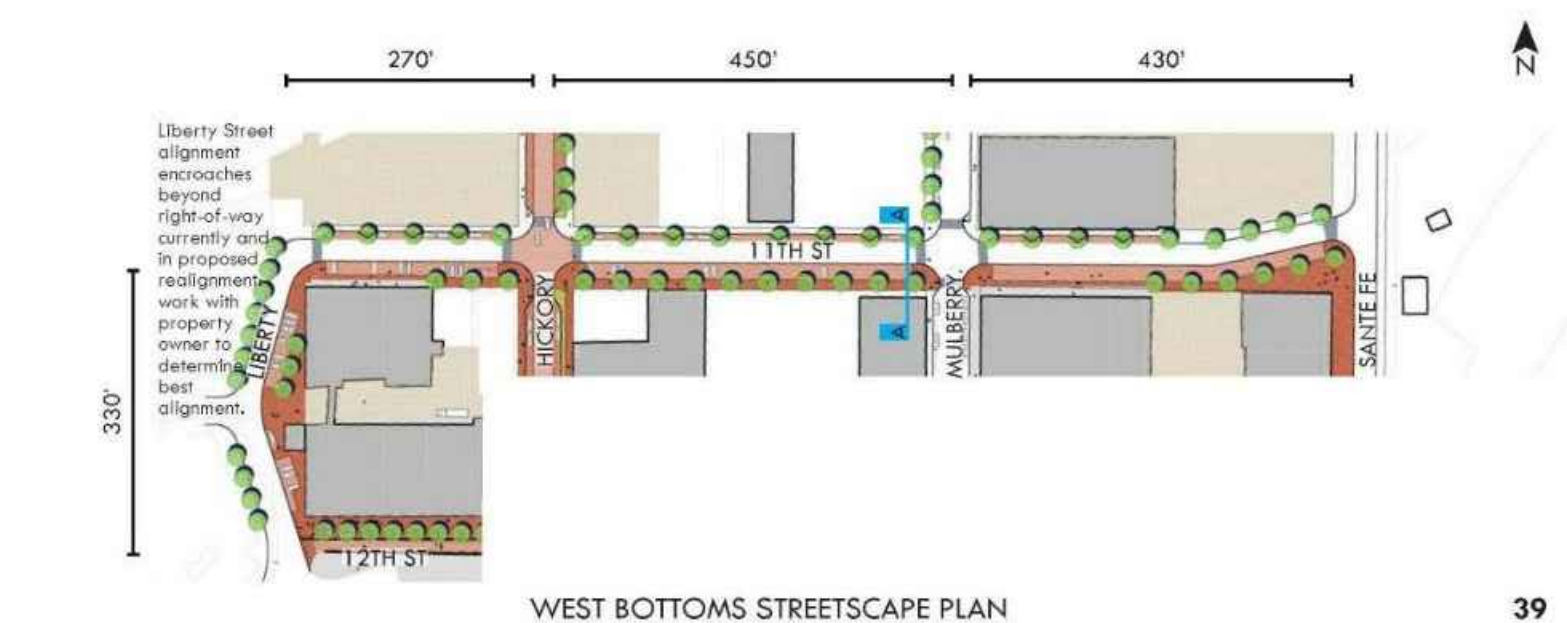 270'
450'
430'
N
Liberty Street
alignment
encroaches
beyond
right-of-way
currently and
in proposed
realignment,
work with
property
owner to
determine
best
alignment.
A
11TH ST
LIBERTY
HICKORY
A
MULBERRY
SANTE FE
330'
12TH ST
WEST BOTTOMS STREETSCAPE PLAN
39